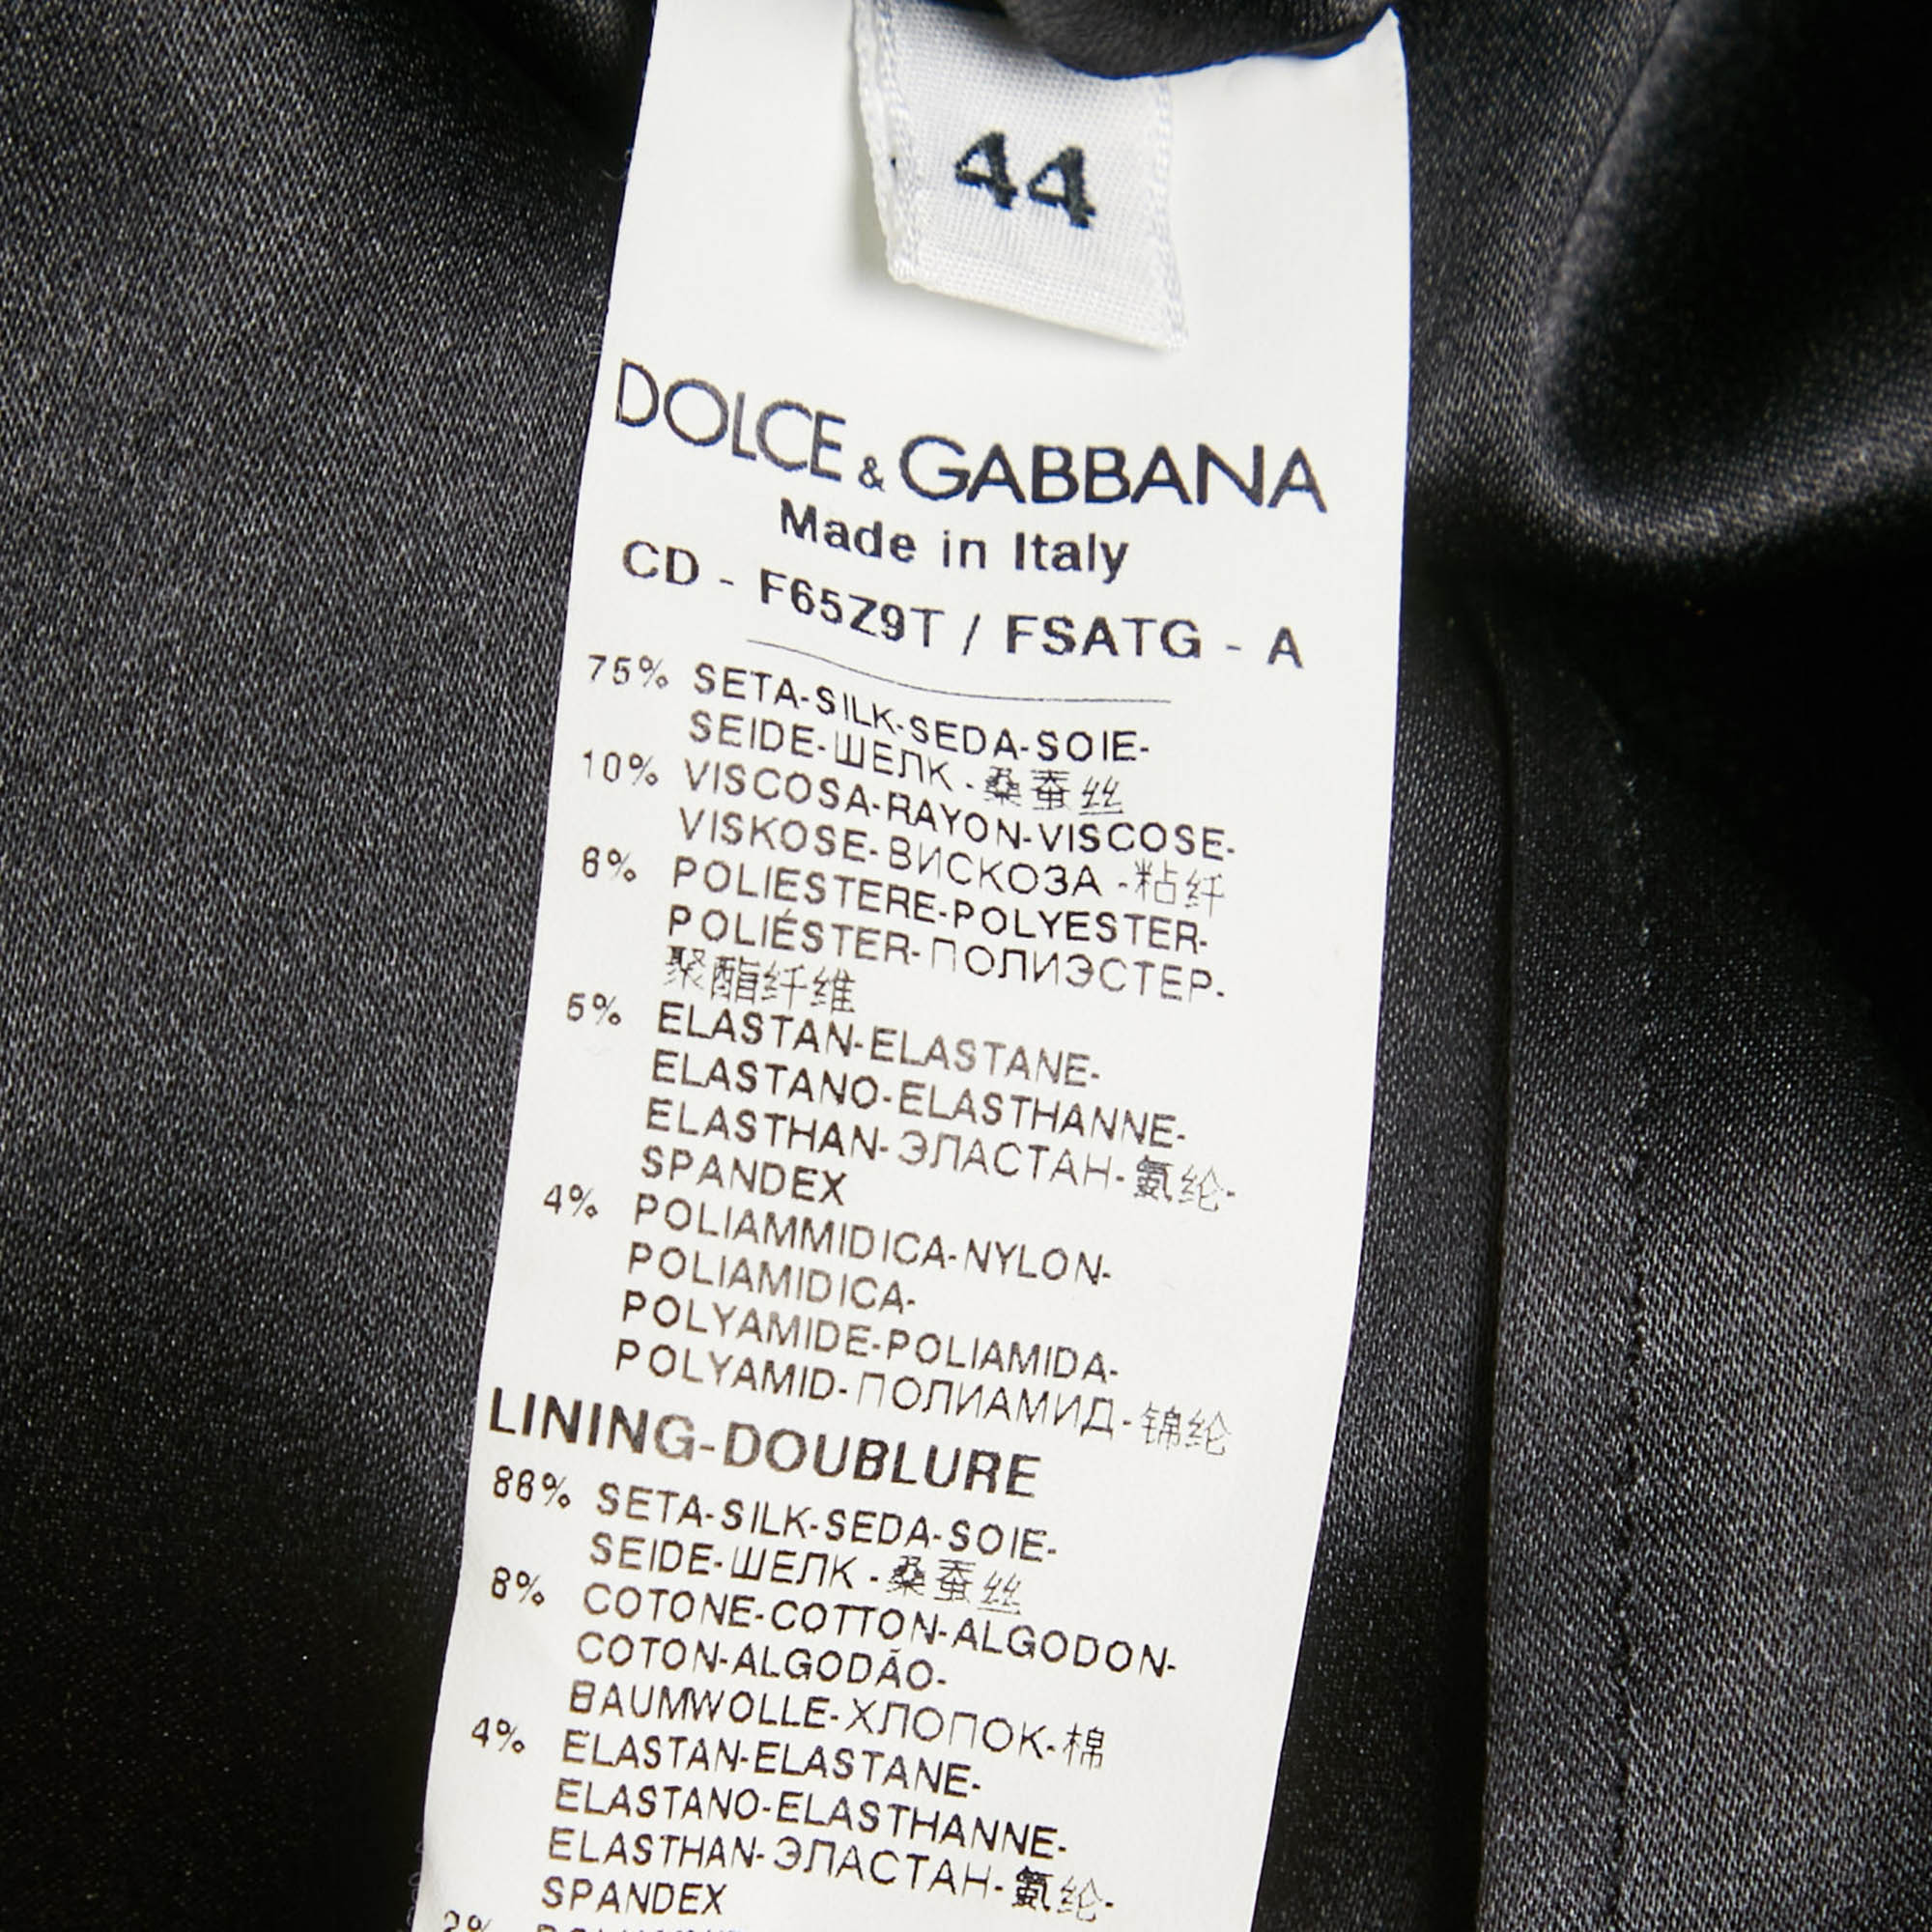 44
DOLCE & GABBANA
Made in Italy
CD - F65Z9T / FSATG - A
75% SETA-SILK-SEDA-SOIE-
SEIDE-ШЕЛК-桑蚕丝
10% VISCOSA-RAYON-VISCOSE-
VISKOSE-ВИСКОЗА-粘纤
6% POLIESTERE-POLYESTER-
POLIÉSTER-ПОЛИЭСТЕР-
聚酯纤维
5% ELASTAN-ELASTANE-
ELASTANO-ELASTHANNE-
ELASTHAN-ЭЛАСТАН-氨纶-
SPANDEX
4% POLIAMMIDICA-NYLON-
POLIAMIDICA-
POLYAMIDE-POLIAMIDA-
POLYAMID-ПОЛИАМИД-锦纶
LINING-DOUBLURE
86% SETA-SILK-SEDA-SOIE-
SEIDE-ШЕЛК-桑蚕丝
8% COTONE-COTTON-ALGODON-
COTON-ALGODÃO-
BAUMWOLLE-ХЛОПОК-棉
4% ELASTAN-ELASTANE-
ELASTANO-ELASTHANNE-
ELASTHAN-ЭЛАСТАН-氨纶-
SPANDEX
2%